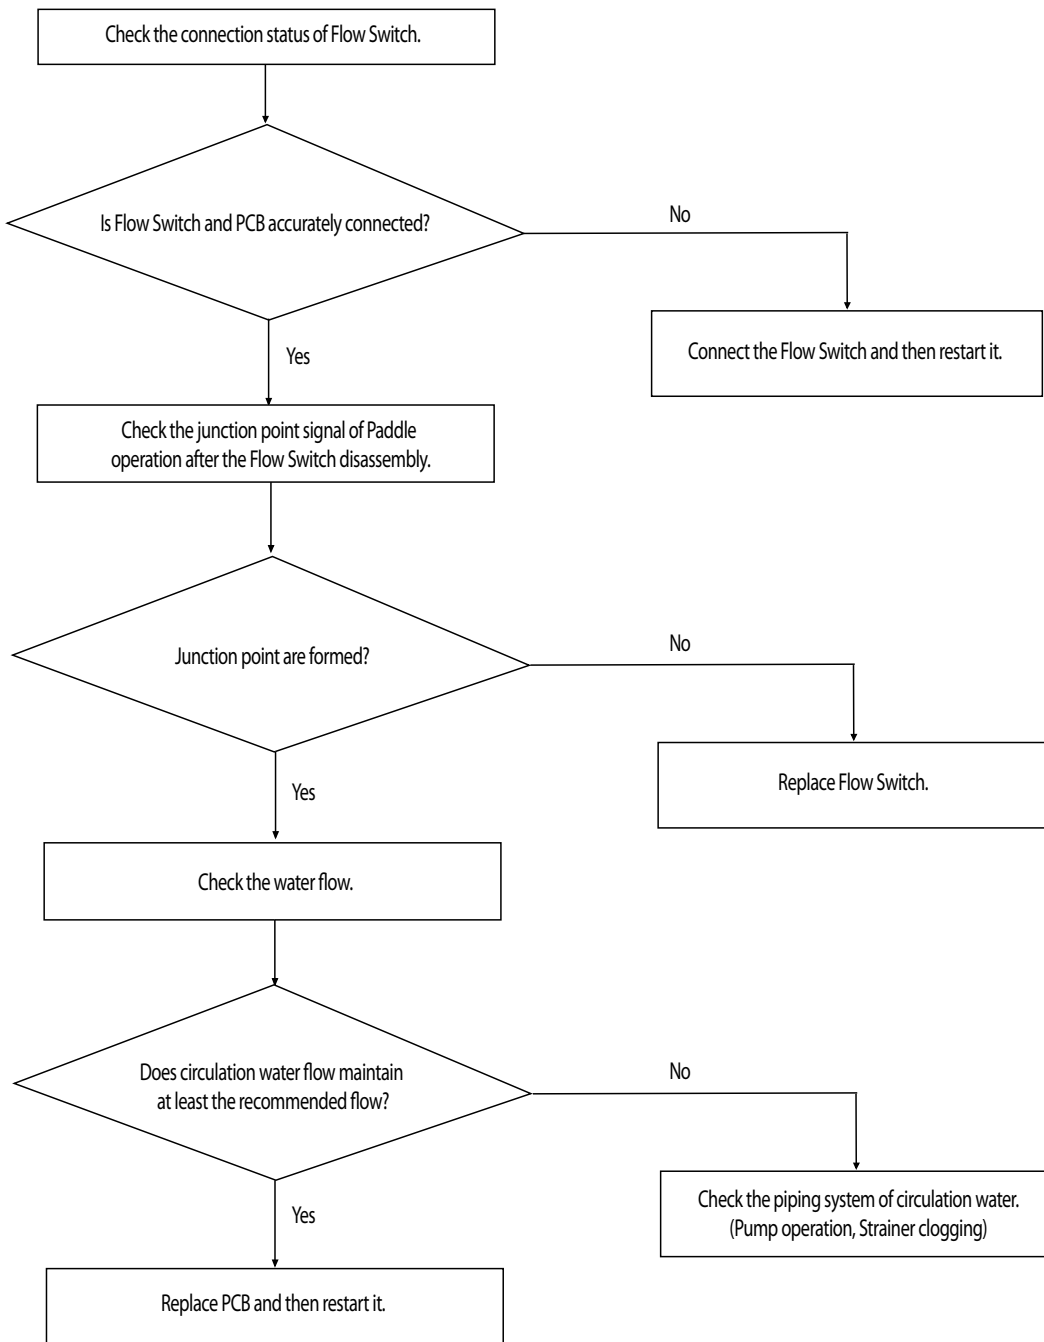 Check the connection status of Flow Switch.
Is Flow Switch and PCB accurately connected?
No
Connect the Flow Switch and then restart it.
Yes
Check the junction point signal of Paddle
operation after the Flow Switch disassembly.
Junction point are formed?
No
Replace Flow Switch.
Yes
Check the water flow.
Does circulation water flow maintain
at least the recommended flow?
No
Check the piping system of circulation water.
(Pump operation, Strainer clogging)
Yes
Replace PCB and then restart it.